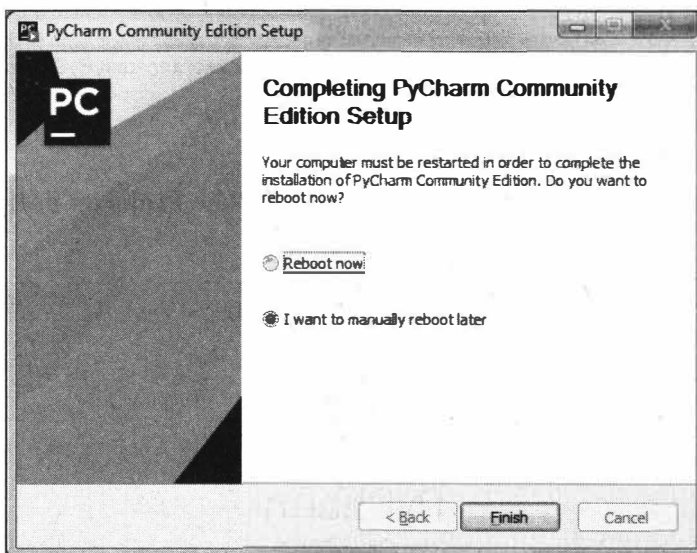 PyCharm Community Edition Setup
PC
Completing PyCharm Community
Edition Setup
Your computer must be restarted in order to complete the
installation of PyCharm Community Edition. Do you want to
reboot now?
Reboot now
I want to manually reboot later
< Back
Finish
Cancel